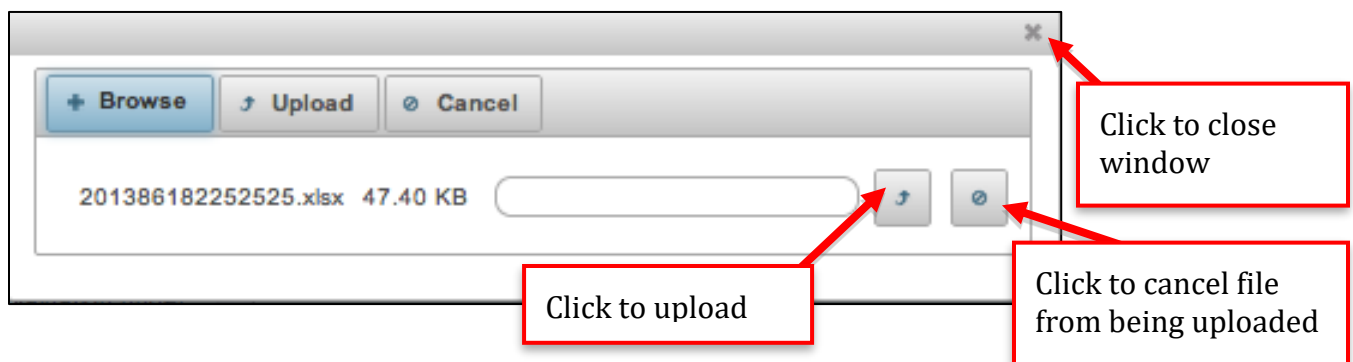 Browse Upload Cancel
Click to close
window
201386182252525.xlsx 47.40 KB
Click to upload
Click to cancel file
from being uploaded